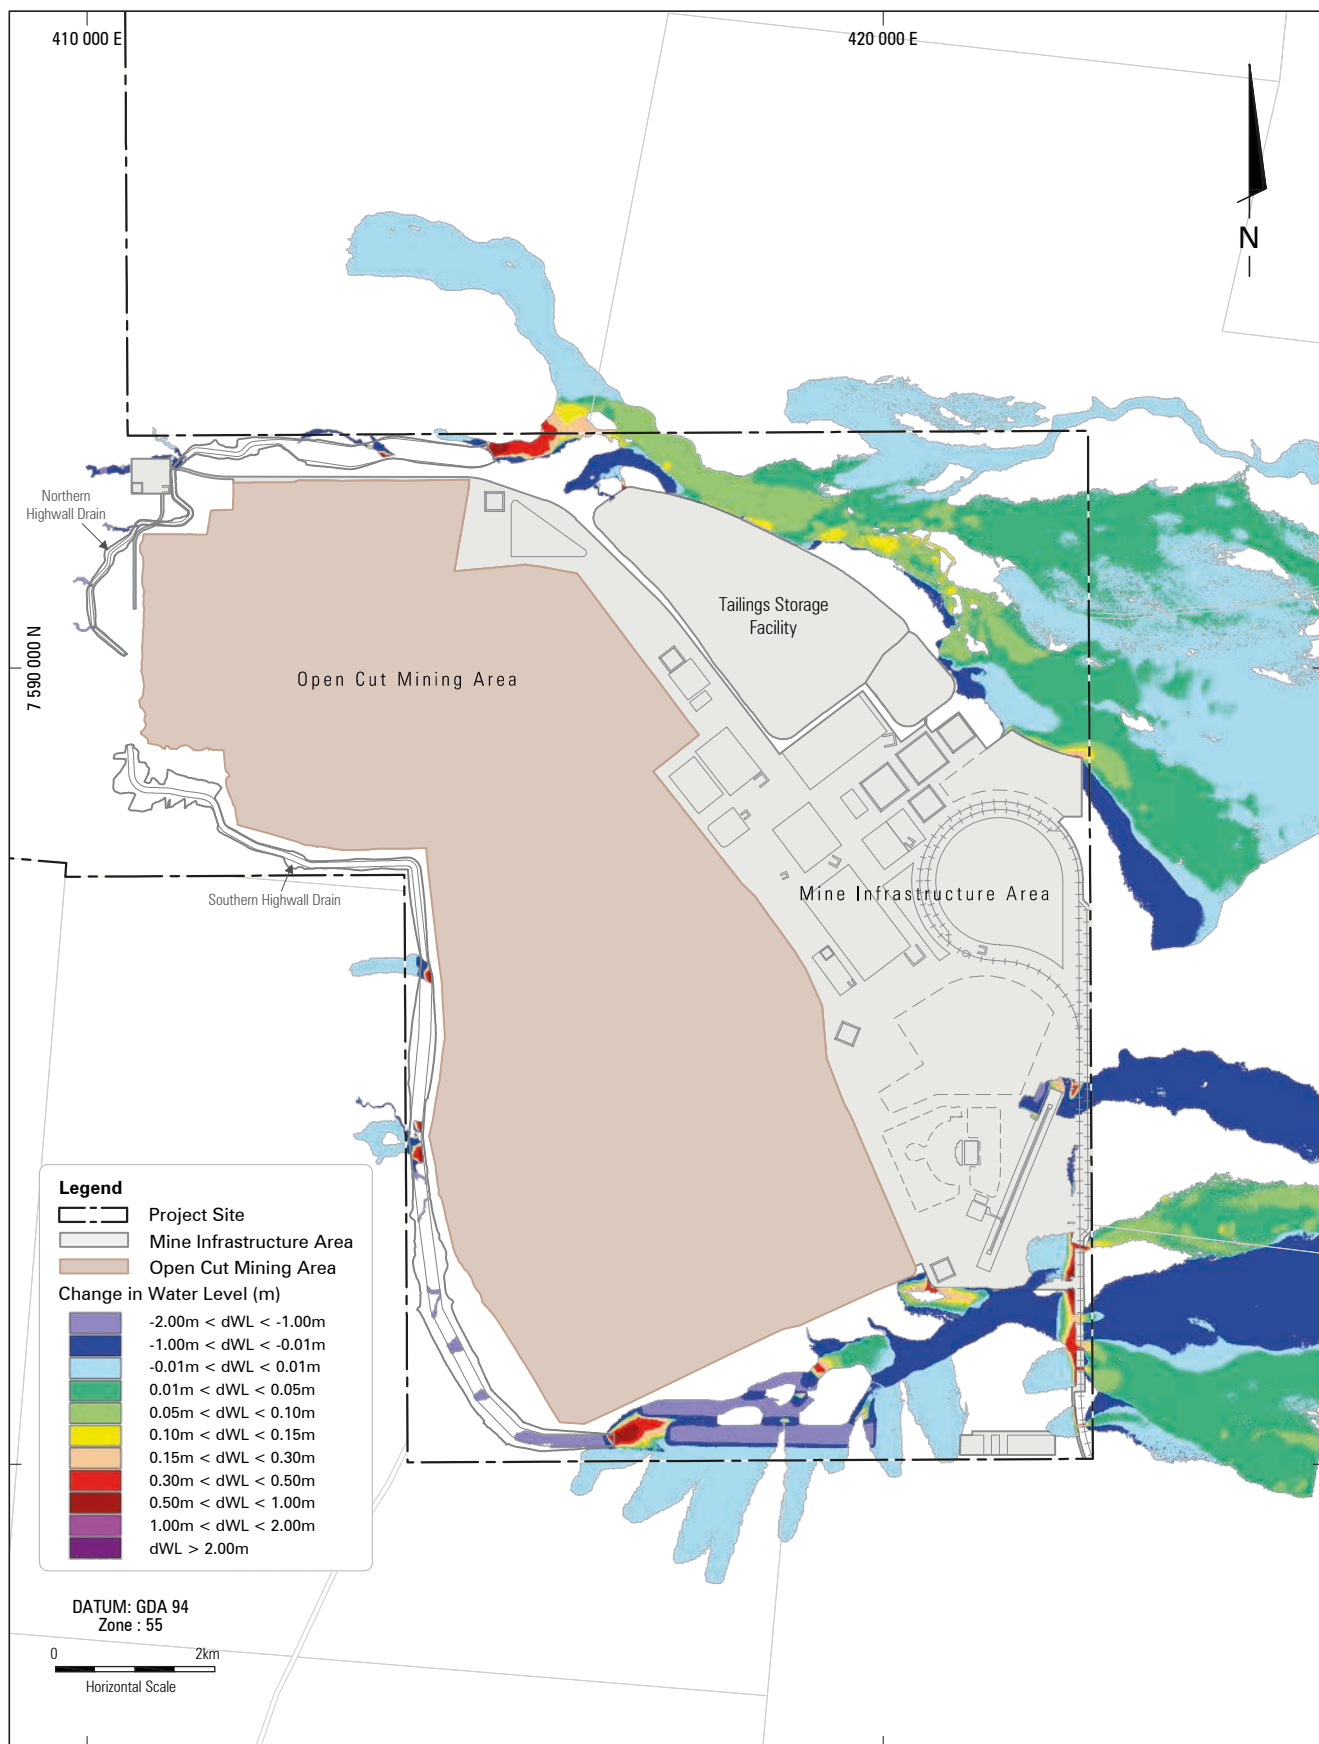 410 000 E
420 000 E
N
Northern
Highwall Drain
7 590 000 N
Tailings Storage
Facility
Open Cut Mining Area
Mine Infrastructure Area
Southern Highwall Drain
Legend
Project Site
Mine Infrastructure Area
Open Cut Mining Area
Change in Water Level (m)
-2.00m < dWL < -1.00m
-1.00m < dWL < -0.01m
-0.01m < dWL < 0.01m
0.01m < dWL < 0.05m
0.05m < dWL < 0.10m
0.10m < dWL < 0.15m
0.15m < dWL < 0.30m
0.30m < dWL < 0.50m
0.50m < dWL < 1.00m
1.00m < dWL < 2.00m
dWL > 2.00m
DATUM: GDA 94
Zone : 55
0 2km
Horizontal Scale